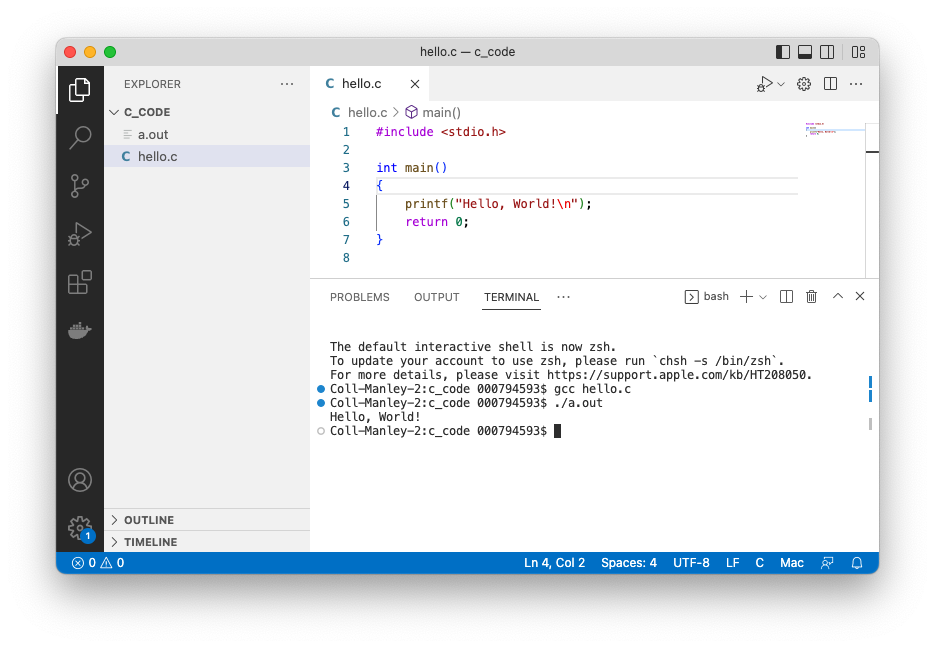 hello.c — c_code
EXPLORER ...
C_CODE
a.out
C hello.c
OUTLINE
TIMELINE
C hello.c
C hello.c > main()
1 #include <stdio.h>
2
3 int main()
4 {
5 printf("Hello, World!\n");
6 return 0;
7 }
8
PROBLEMS OUTPUT TERMINAL ... bash
The default interactive shell is now zsh.
To update your account to use zsh, please run `chsh -s /bin/zsh`.
For more details, please visit https://support.apple.com/kb/HT208050.
Coll-Manley-2:c_code 000794593$ gcc hello.c
Coll-Manley-2:c_code 000794593$ ./a.out
Hello, World!
Coll-Manley-2:c_code 000794593$
1
0 0 Ln 4, Col 2 Spaces: 4 UTF-8 LF C Mac